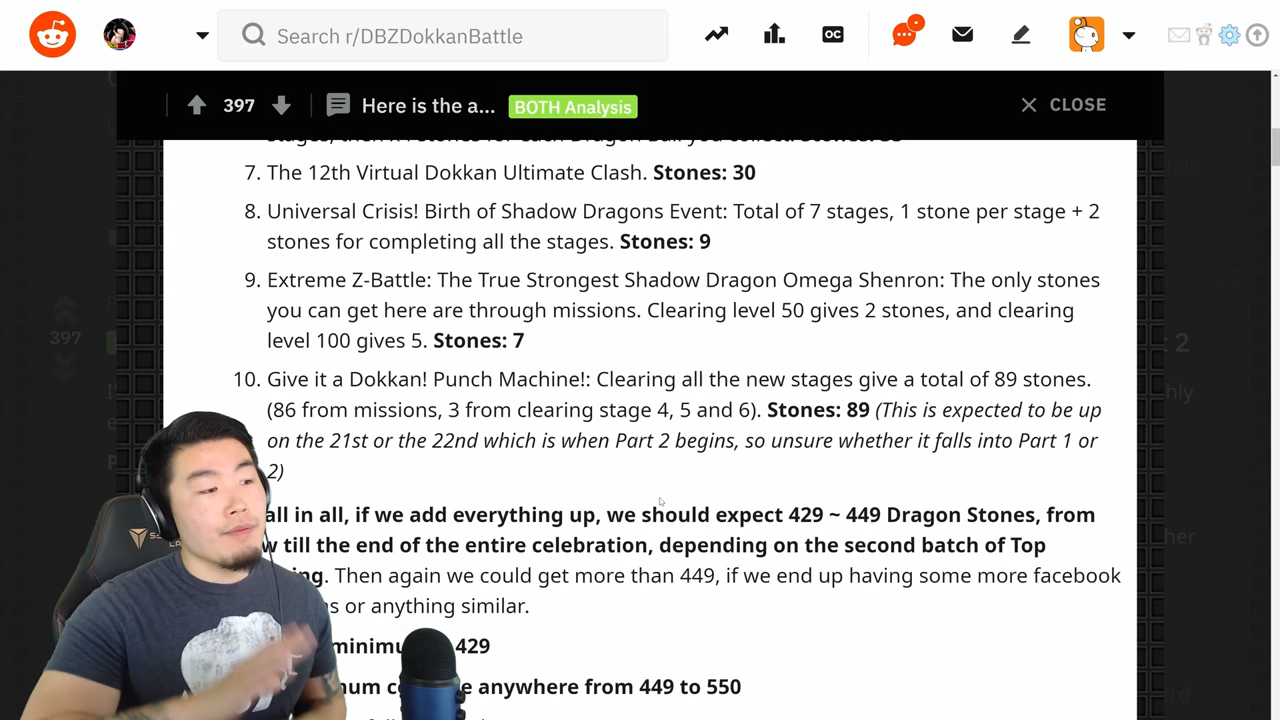 Search r/DBZDokkanBattle
OC
397 Here is the a... BOTH Analysis CLOSE
7. The 12th Virtual Dokkan Ultimate Clash. Stones: 30
8. Universal Crisis! Birth of Shadow Dragons Event: Total of 7 stages, 1 stone per stage + 2
stones for completing all the stages. Stones: 9
9. Extreme Z-Battle: The True Strongest Shadow Dragon Omega Shenron: The only stones
you can get here are through missions. Clearing level 50 gives 2 stones, and clearing
397
level 100 gives 5. Stones: 7
2
10. Give it a Dokkan! Punch Machine!: Clearing all the new stages give a total of 89 stones.
(86 from missions, 3 from clearing stage 4, 5 and 6). Stones: 89 (This is expected to be up
on the 21st or the 22nd which is when Part 2 begins, so unsure whether it falls into Part 1 or
2)
all in all, if we add everything up, we should expect 429 ~ 449 Dragon Stones, from
till the end of the entire celebration, depending on the second batch of Top
Then again we could get more than 449, if we end up having some more facebook
or anything similar.
429
anywhere from 449 to 550